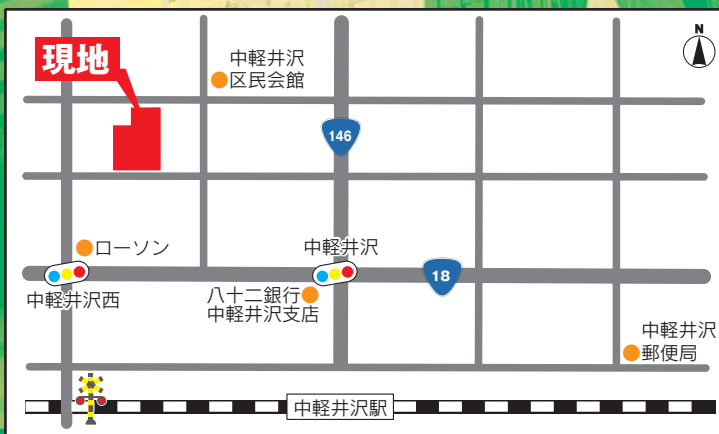 現地
中軽井沢
区民会館
N
146
ローソン
中軽井沢
18
中軽井沢西
八十二銀行
中軽井沢支店
中軽井沢
郵便局
中軽井沢駅